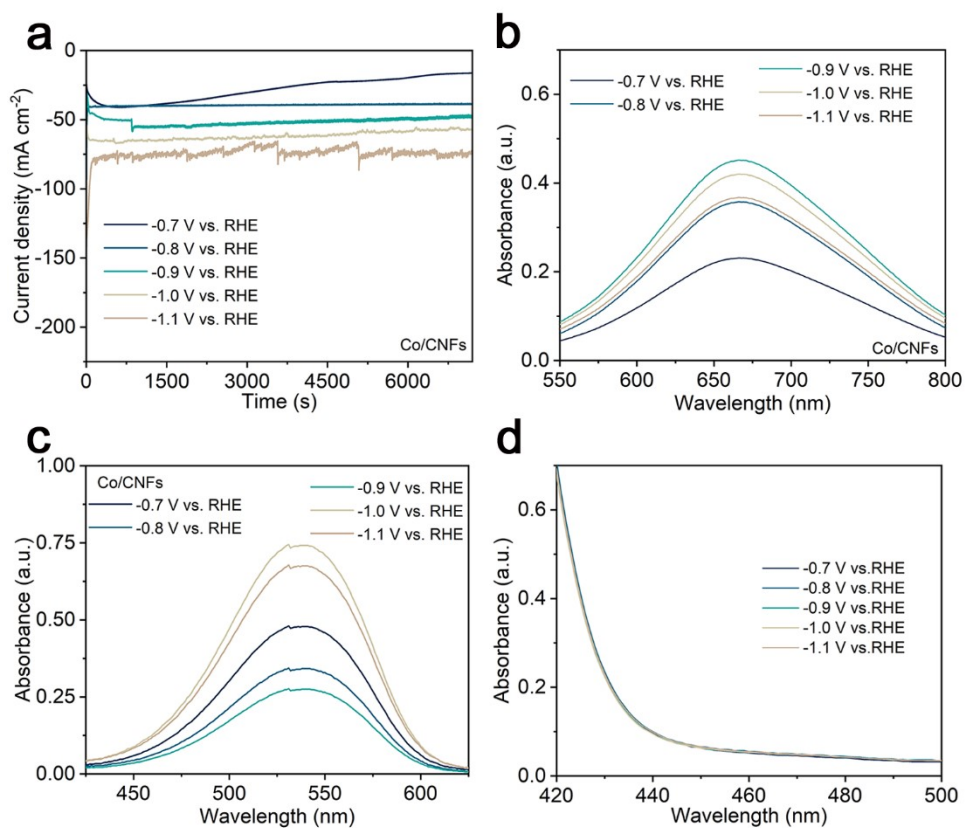 a
0
-50
-100
-150
-200
Current density (mA cm⁻²)
-0.7 V vs. RHE
-0.8 V vs. RHE
-0.9 V vs. RHE
-1.0 V vs. RHE
-1.1 V vs. RHE
Co/CNFs
0 1500 3000 4500 6000
Time (s)
b
0.6
0.4
0.2
0.0
Absorbance (a.u.)
-0.7 V vs. RHE
-0.8 V vs. RHE
-0.9 V vs. RHE
-1.0 V vs. RHE
-1.1 V vs. RHE
Co/CNFs
550 600 650 700 750 800
Wavelength (nm)
c
1.00
0.75
0.50
0.25
0.00
Absorbance (a.u.)
Co/CNFs
-0.7 V vs. RHE
-0.8 V vs. RHE
-0.9 V vs. RHE
-1.0 V vs. RHE
-1.1 V vs. RHE
450 500 550 600
Wavelength (nm)
d
0.6
0.4
0.2
0.0
Absorbance (a.u.)
-0.7 V vs.RHE
-0.8 V vs.RHE
-0.9 V vs.RHE
-1.0 V vs.RHE
-1.1 V vs.RHE
420 440 460 480 500
Wavelength (nm)